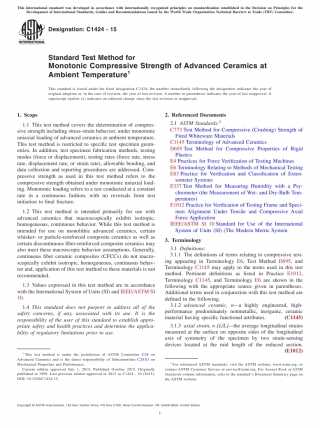 This international standard was developed in accordance with internationally recognized principles on standardization established in the Decision on Principles for the
Development of International Standards, Guides and Recommendations issued by the World Trade Organization Technical Barriers to Trade (TBT) Committee.
Designation: C1424 − 15
Standard Test Method for
Monotonic Compressive Strength of Advanced Ceramics at
Ambient Temperature1
This standard is issued under the fixed designation C1424; the number immediately following the designation indicates the year of
original adoption or, in the case of revision, the year of last revision. A number in parentheses indicates the year of last reapproval. A
superscript epsilon (ε) indicates an editorial change since the last revision or reapproval.
1. Scope
1.1 This test method covers the determination of compres-
sive strength including stress-strain behavior, under monotonic
uniaxial loading of advanced ceramics at ambient temperature.
This test method is restricted to specific test specimen geom-
etries. In addition, test specimen fabrication methods, testing
modes (force or displacement), testing rates (force rate, stress
rate, displacement rate, or strain rate), allowable bending, and
data collection and reporting procedures are addressed. Com-
pressive strength as used in this test method refers to the
compressive strength obtained under monotonic uniaxial load-
ing. Monotonic loading refers to a test conducted at a constant
rate in a continuous fashion, with no reversals from test
initiation to final fracture.
1.2 This test method is intended primarily for use with
advanced ceramics that macroscopically exhibit isotropic,
homogeneous, continuous behavior. While this test method is
intended for use on monolithic advanced ceramics, certain
whisker- or particle-reinforced composite ceramics as well as
certain discontinuous fiber-reinforced composite ceramics may
also meet these macroscopic behavior assumptions. Generally,
continuous fiber ceramic composites (CFCCs) do not macro-
scopically exhibit isotropic, homogeneous, continuous behav-
ior and, application of this test method to these materials is not
recommended.
1.3 Values expressed in this test method are in accordance
with the International System of Units (SI) and IEEE/ASTM SI
10.
1.4 This standard does not purport to address all of the
safety concerns, if any, associated with its use. It is the
responsibility of the user of this standard to establish appro-
priate safety and health practices and determine the applica-
bility of regulatory limitations prior to use.
1 This test method is under the jurisdiction of ASTM Committee C28 on
Advanced Ceramics and is the direct responsibility of Subcommittee C28.01 on
Mechanical Properties and Performance.
Current edition approved July 1, 2015. Published October 2015. Originally
published in 1999. Last previous edition approved in 2015 as C1424 – 10 (2015).
DOI: 10.1520/C1424-15.
2. Referenced Documents
2.1 ASTM Standards:2
C773 Test Method for Compressive (Crushing) Strength of
Fired Whiteware Materials
C1145 Terminology of Advanced Ceramics
D695 Test Method for Compressive Properties of Rigid
Plastics
E4 Practices for Force Verification of Testing Machines
E6 Terminology Relating to Methods of Mechanical Testing
E83 Practice for Verification and Classification of Exten-
someter Systems
E337 Test Method for Measuring Humidity with a Psy-
chrometer (the Measurement of Wet- and Dry-Bulb Tem-
peratures)
E1012 Practice for Verification of Testing Frame and Speci-
men Alignment Under Tensile and Compressive Axial
Force Application
IEEE/ASTM SI 10 Standard for Use of the International
System of Units (SI) (The Modern Metric System
3. Terminology
3.1 Definitions:
3.1.1 The definitions of terms relating to compressive test-
ing appearing in Terminology E6, Test Method D695, and
Terminology C1145 may apply to the terms used in this test
method. Pertinent definitions as listed in Practice E1012,
Terminology C1145, and Terminology E6 are shown in the
following with the appropriate source given in parentheses.
Additional terms used in conjunction with this test method are
defined in the following.
3.1.2 advanced ceramic, n—a highly engineered, high-
performance predominately nonmetallic, inorganic, ceramic
material having specific functional attributes. (C1145)
3.1.3 axial strain, n [L/L]—the average longitudinal strains
measured at the surface on opposite sides of the longitudinal
axis of symmetry of the specimen by two strain-sensing
devices located at the mid length of the reduced section.
(E1012)
2 For referenced ASTM standards, visit the ASTM website, www.astm.org, or
contact ASTM Customer Service at service@astm.org. For Annual Book of ASTM
Standards volume information, refer to the standard's Document Summary page on
the ASTM website.
Copyright © ASTM International, 100 Barr Harbor Drive, PO Box C700, West Conshohocken, PA 19428-2959. United States
1